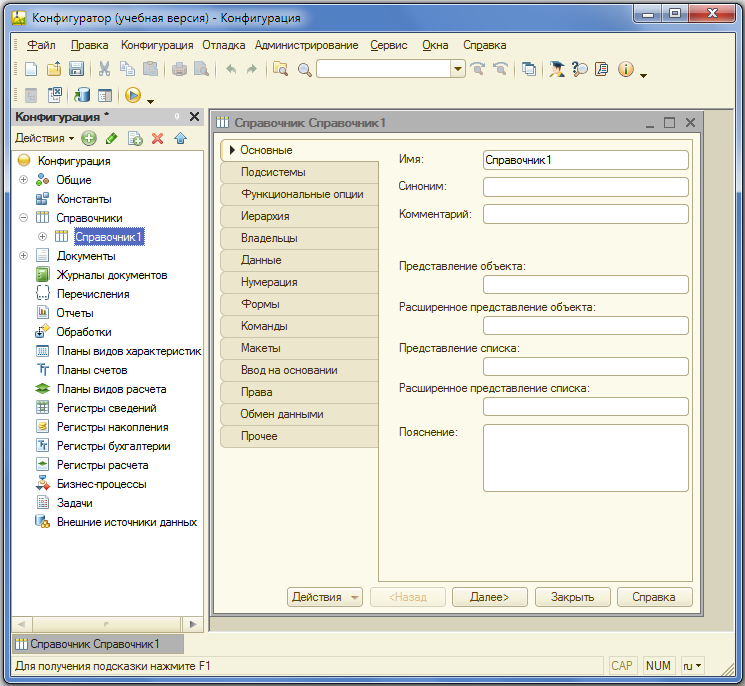 Конфигуратор (учебная версия) - Конфигурация
Файл Правка Конфигурация Отладка Администрирование Сервис Окна Справка
Конфигурация *
Действия
Конфигурация
Общие
Константы
Справочники
Справочник1
Документы
Журналы документов
Перечисления
Отчеты
Обработки
Планы видов характеристик
Планы счетов
Планы видов расчета
Регистры сведений
Регистры накопления
Регистры бухгалтерии
Регистры расчета
Бизнес-процессы
Задачи
Внешние источники данных
Справочник Справочник1
Основные
Подсистемы
Функциональные опции
Иерархия
Владельцы
Данные
Нумерация
Формы
Команды
Макеты
Ввод на основании
Права
Обмен данными
Прочее
Имя: Справочник1
Синоним:
Комментарий:
Представление объекта:
Расширенное представление объекта:
Представление списка:
Расширенное представление списка:
Пояснение:
Действия <Назад Далее> Закрыть Справка
Справочник Справочник1
Для получения подсказки нажмите F1 CAP NUM ru